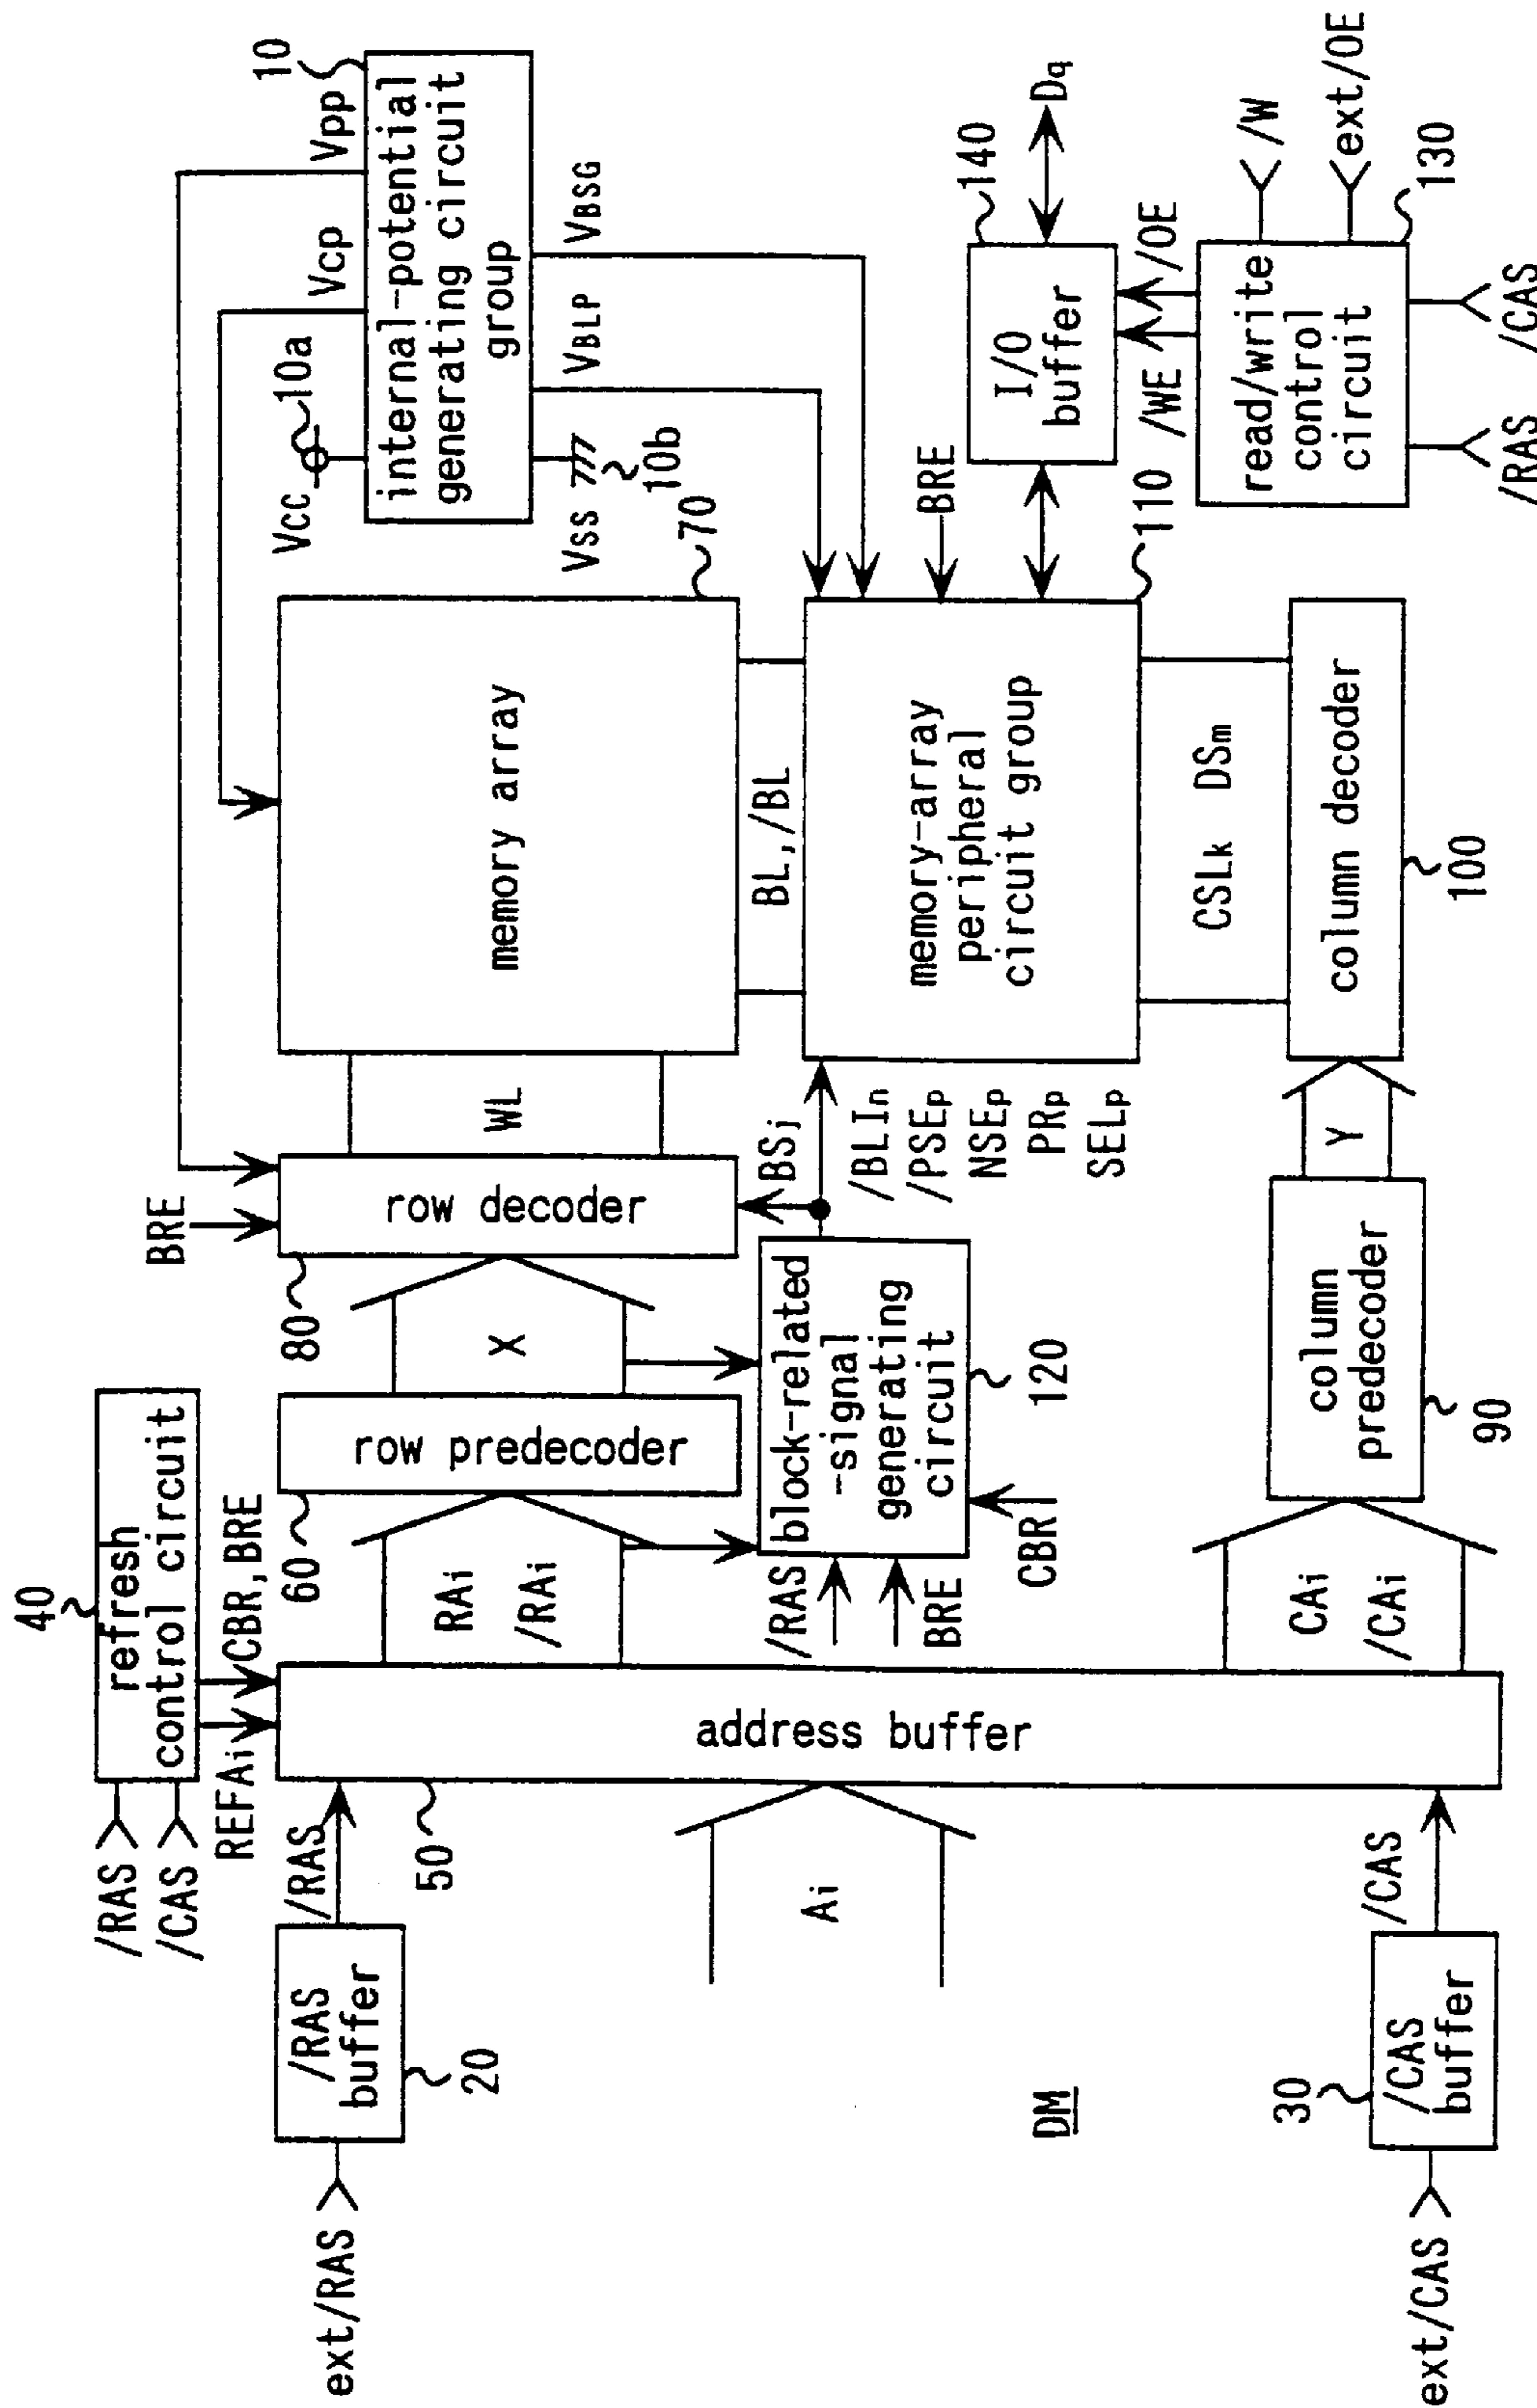 10
Vpp
Vcp
VCC
10a
internal-potential
generating circuit
group
VSS
10b
VBLP
VBSG
BRE
80
row decoder
WL
memory array
70
40
refresh
control circuit
/RAS
/CAS
REFAi
CBR,BRE
60
row predecoder
X
RAi
/RAi
ext/RAS
/RAS
buffer
20
/RAS
50
address buffer
Ai
/RAS
BRE
CBR
block-related
-signal
generating
circuit
120
BSj
/BLIn
/PSEp
NSEp
PRp
SELp
BL,/BL
memory-array
peripheral
circuit group
110
BRE
I/O
buffer
140
Dq
/WE
/OE
read/write
control
circuit
130
/W
ext/OE
/RAS
/CAS
CSLk
DSm
column decoder
100
Y
column
predecoder
90
CAi
/CAi
/CAS
30
/CAS
buffer
ext/CAS
DM